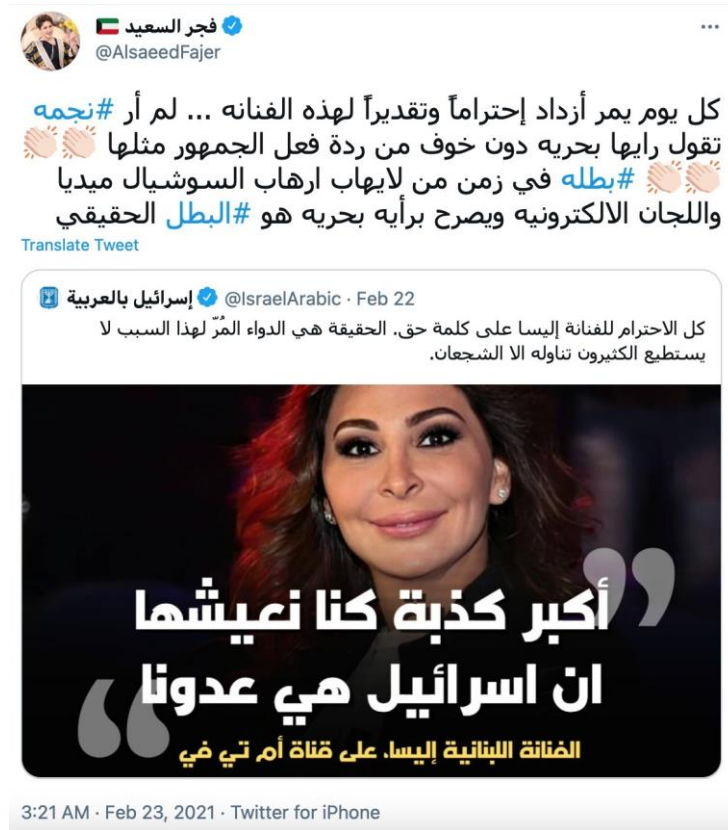 فجر السعيد
@AlsaeedFajer
كل يوم يمر أزداد إحتراماً وتقديراً لهذه الفنانه ... لم أر #نجمه
تقول رايها بحريه دون خوف من ردة فعل الجمهور مثلها
#بطله في زمن من لايهاب ارهاب السوشيال ميديا
واللجان الالكترونيه ويصرح برأيه بحريه هو #البطل الحقيقي
Translate Tweet
إسرائيل بالعربية @IsraelArabic · Feb 22
كل الاحترام للفنانة إليسا على كلمة حق. الحقيقة هي الدواء المُرّ لهذا السبب لا
يستطيع الكثيرون تناوله الا الشجعان.
أكبر كذبة كنا نعيشها
ان اسرائيل هي عدونا
الفنانة اللبنانية إليسا، على قناة أم تي في
3:21 AM · Feb 23, 2021 · Twitter for iPhone